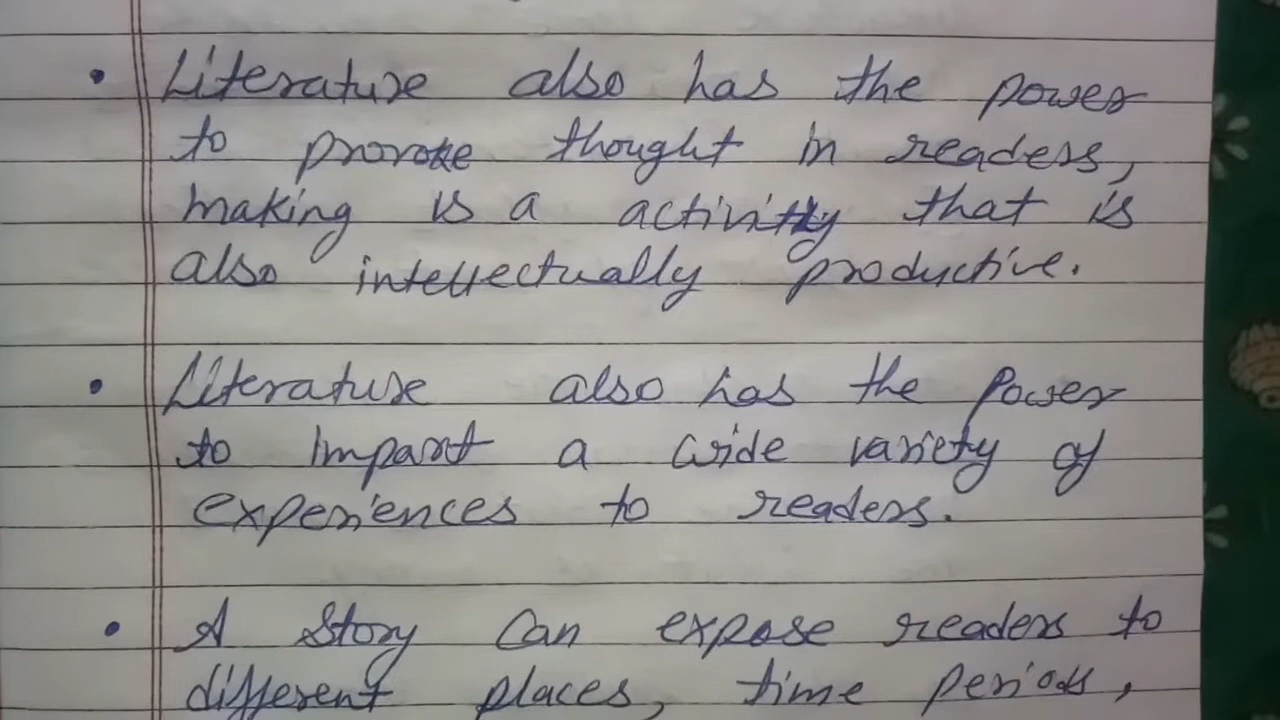 • Literature also has the power
to provoke thought in readers,
making is a activity that is
also intellectually productive.
• Literature also has the Power
to impart a wide variety of
experiences to readers.
• A Story Can expose readers to
different places, time periods,